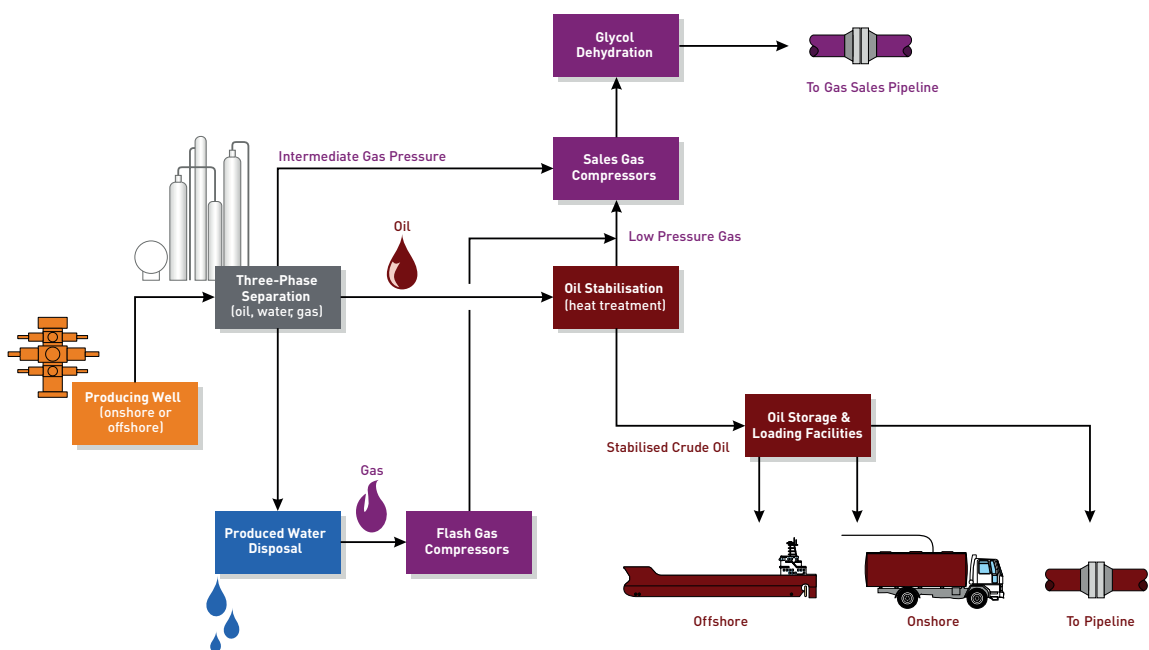 Glycol
Dehydration
To Gas Sales Pipeline
Intermediate Gas Pressure
Sales Gas
Compressors
Oil
Low Pressure Gas
Three-Phase
Separation
(oil, water, gas)
Oil Stabilisation
(heat treatment)
Producing Well
(onshore or
offshore)
Oil Storage &
Loading Facilities
Stabilised Crude Oil
Gas
Produced Water
Disposal
Flash Gas
Compressors
Offshore
Onshore
To Pipeline